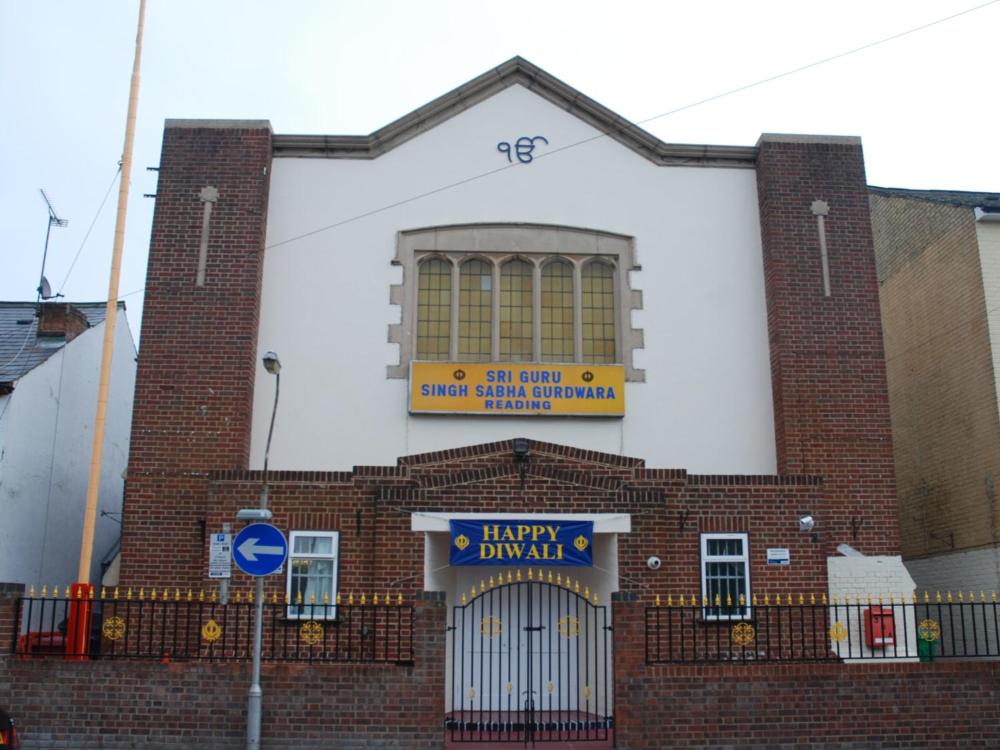 ੴ
SRI GURU
SINGH SABHA GURDWARA
READING
HAPPY
DIWALI
P